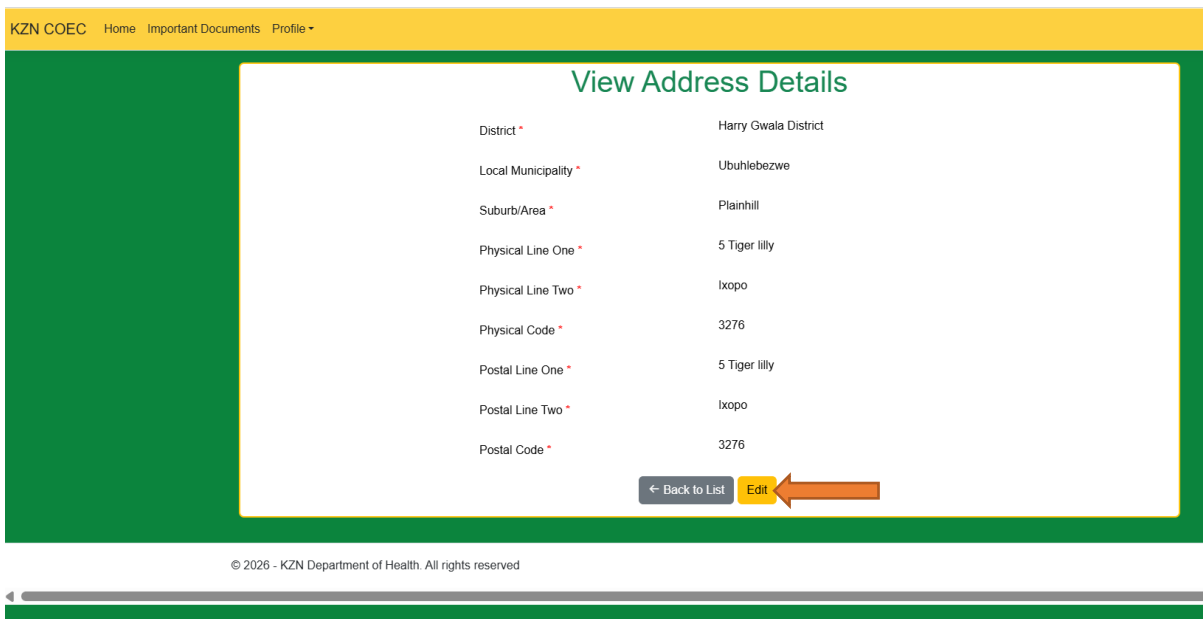 KZN COEC Home Important Documents Profile
View Address Details
District * Harry Gwala District
Local Municipality * Ubuhlebezwe
Suburb/Area * Plainhill
Physical Line One * 5 Tiger lilly
Physical Line Two * Ixopo
Physical Code * 3276
Postal Line One * 5 Tiger lilly
Postal Line Two * Ixopo
Postal Code * 3276
← Back to List Edit
© 2026 - KZN Department of Health. All rights reserved